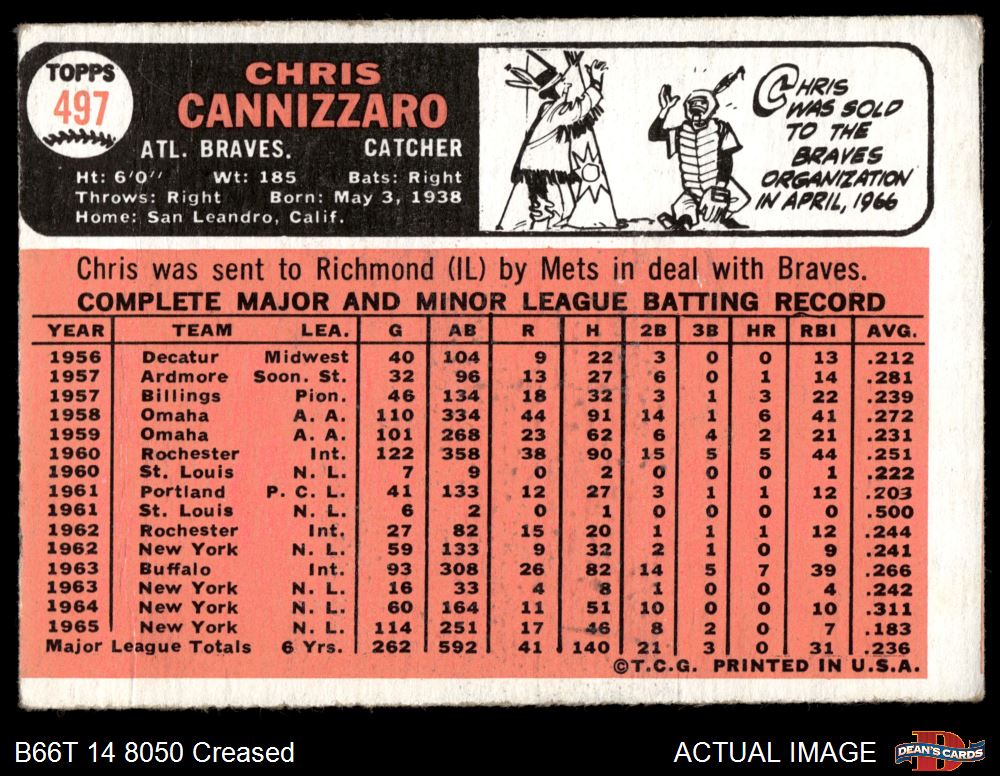 TOPPS
497
CHRIS
CANNIZZARO
ATL. BRAVES. CATCHER
Ht: 6'0" Wt: 185 Bats: Right
Throws: Right Born: May 3, 1938
Home: San Leandro, Calif.
CHRIS
WAS SOLD
TO THE
BRAVES
ORGANIZATION
IN APRIL, 1966
Chris was sent to Richmond (IL) by Mets in deal with Braves.
COMPLETE MAJOR AND MINOR LEAGUE BATTING RECORD
YEAR TEAM LEA. G AB R H 2B 3B HR RBI AVG.
1956 Decatur Midwest 40 104 9 22 3 0 0 13 .212
1957 Ardmore Soon. St. 32 96 13 27 6 0 1 14 .281
1957 Billings Pion. 46 134 18 32 3 1 3 22 .239
1958 Omaha A. A. 110 334 44 91 14 1 6 41 .272
1959 Omaha A. A. 101 268 23 62 6 4 2 21 .231
1960 Rochester Int. 122 358 38 90 15 5 5 44 .251
1960 St. Louis N. L. 7 9 0 2 0 0 0 1 .222
1961 Portland P. C. L. 41 133 12 27 3 1 1 12 .203
1961 St. Louis N. L. 6 2 0 1 0 0 0 0 .500
1962 Rochester Int. 27 82 15 20 1 1 1 12 .244
1962 New York N. L. 59 133 9 32 2 1 0 9 .241
1963 Buffalo Int. 93 308 26 82 14 5 7 39 .266
1963 New York N. L. 16 33 4 8 1 0 0 4 .242
1964 New York N. L. 60 164 11 51 10 0 0 10 .311
1965 New York N. L. 114 251 17 46 8 2 0 7 .183
Major League Totals 6 Yrs. 262 592 41 140 21 3 0 31 .236
©T.C.G. PRINTED IN U.S.A.
B66T 14 8050 Creased
ACTUAL IMAGE
DEAN'S CARDS